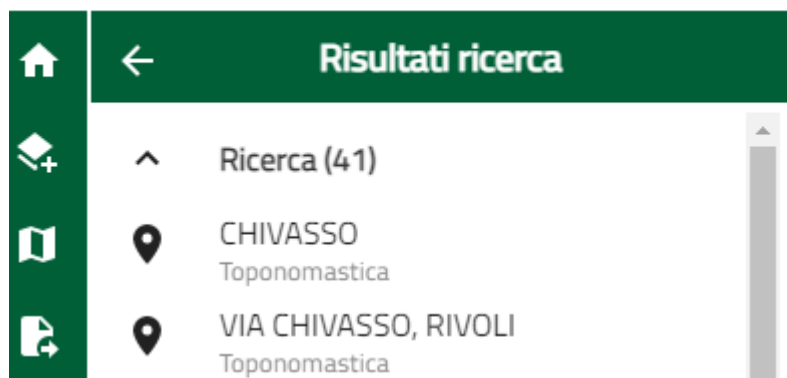 Risultati ricerca
Ricerca (41)
CHIVASSO
Toponomastica
VIA CHIVASSO, RIVOLI
Toponomastica